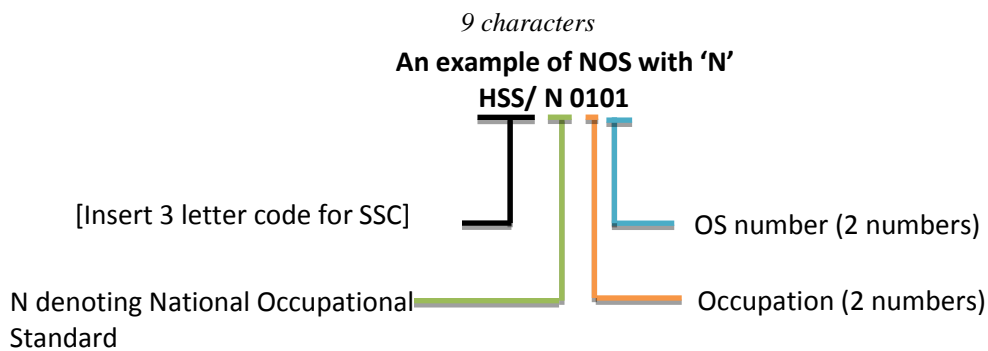 9 characters
An example of NOS with ‘N’
HSS/ N 0101
[Insert 3 letter code for SSC]
OS number (2 numbers)
N denoting National Occupational
Standard
Occupation (2 numbers)